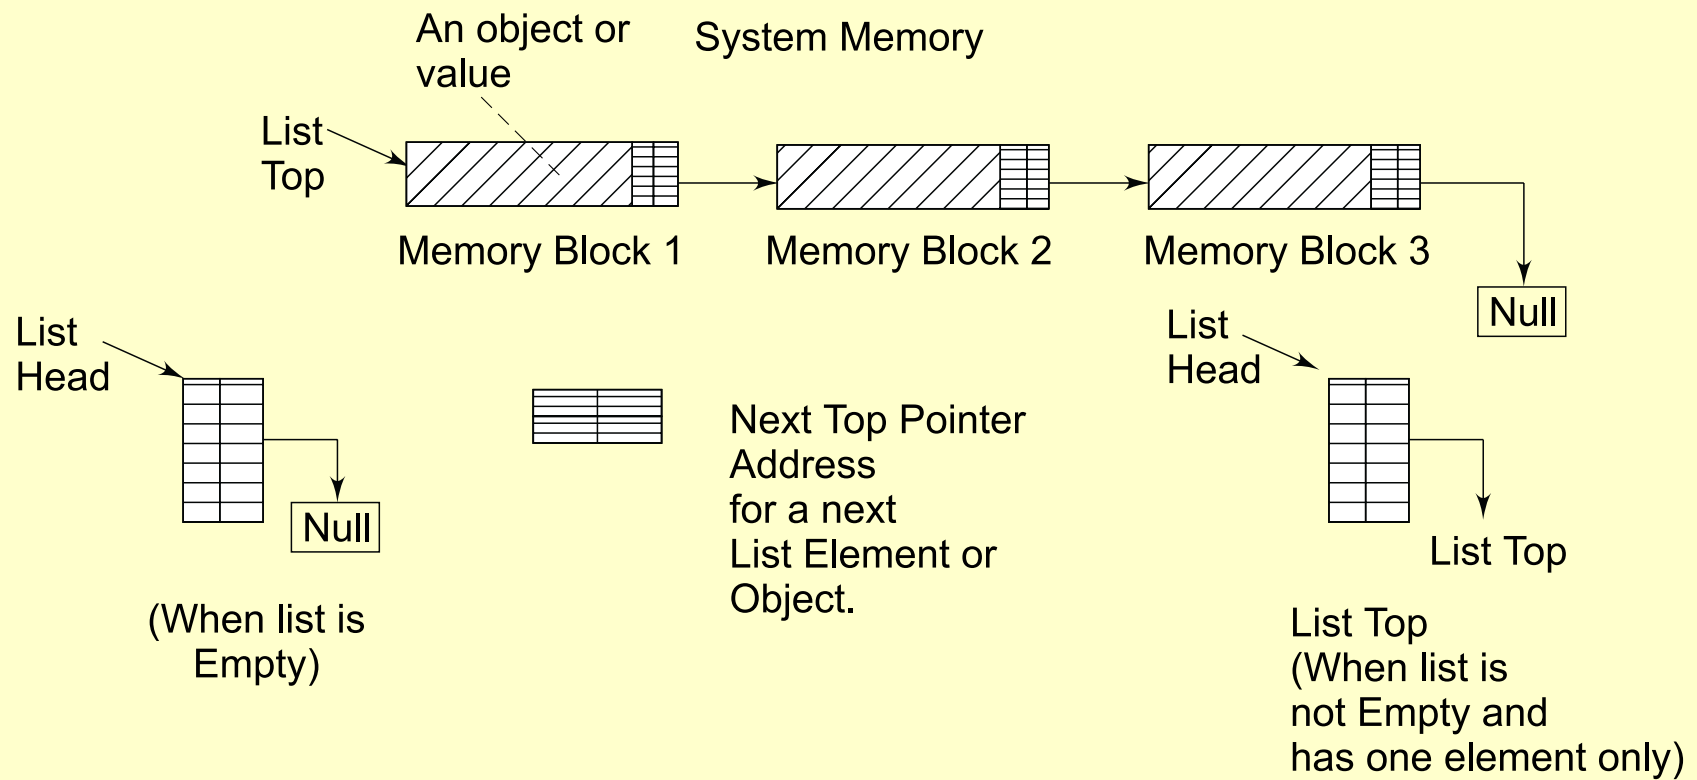 An object or
value
System Memory
List
Top
Memory Block 1
Memory Block 2
Memory Block 3
Null
List
Head
Null
(When list is
Empty)
Next Top Pointer
Address
for a next
List Element or
Object.
List
Head
List Top
List Top
(When list is
not Empty and
has one element only)